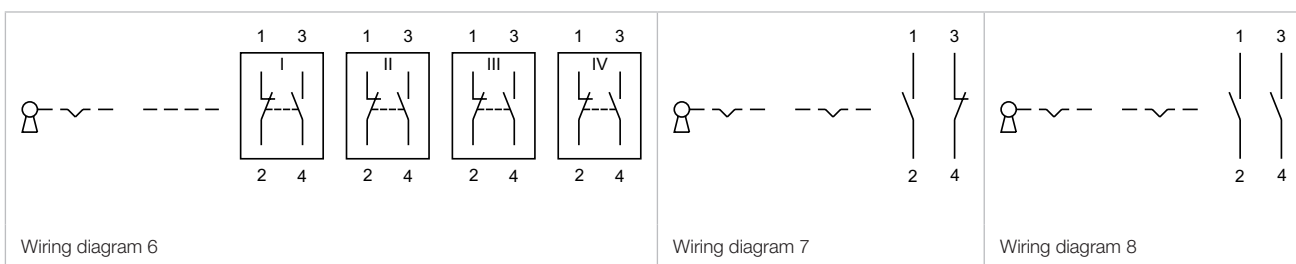 1 3 1 3 1 3 1 3 1 3 1 3
I II III IV
2 4 2 4 2 4 2 4 2 4 2 4
Wiring diagram 6 Wiring diagram 7 Wiring diagram 8